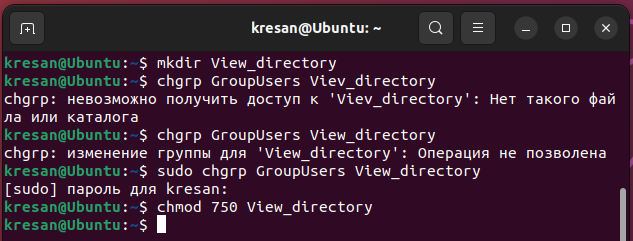 kresan@Ubuntu: ~
kresan@Ubuntu:~$ mkdir View_directory
kresan@Ubuntu:~$ chgrp GroupUsers Viev_directory
chgrp: невозможно получить доступ к 'Viev_directory': Нет такого фай
ла или каталога
kresan@Ubuntu:~$ chgrp GroupUsers View_directory
chgrp: изменение группы для 'View_directory': Операция не позволена
kresan@Ubuntu:~$ sudo chgrp GroupUsers View_directory
[sudo] пароль для kresan:
kresan@Ubuntu:~$ chmod 750 View_directory
kresan@Ubuntu:~$